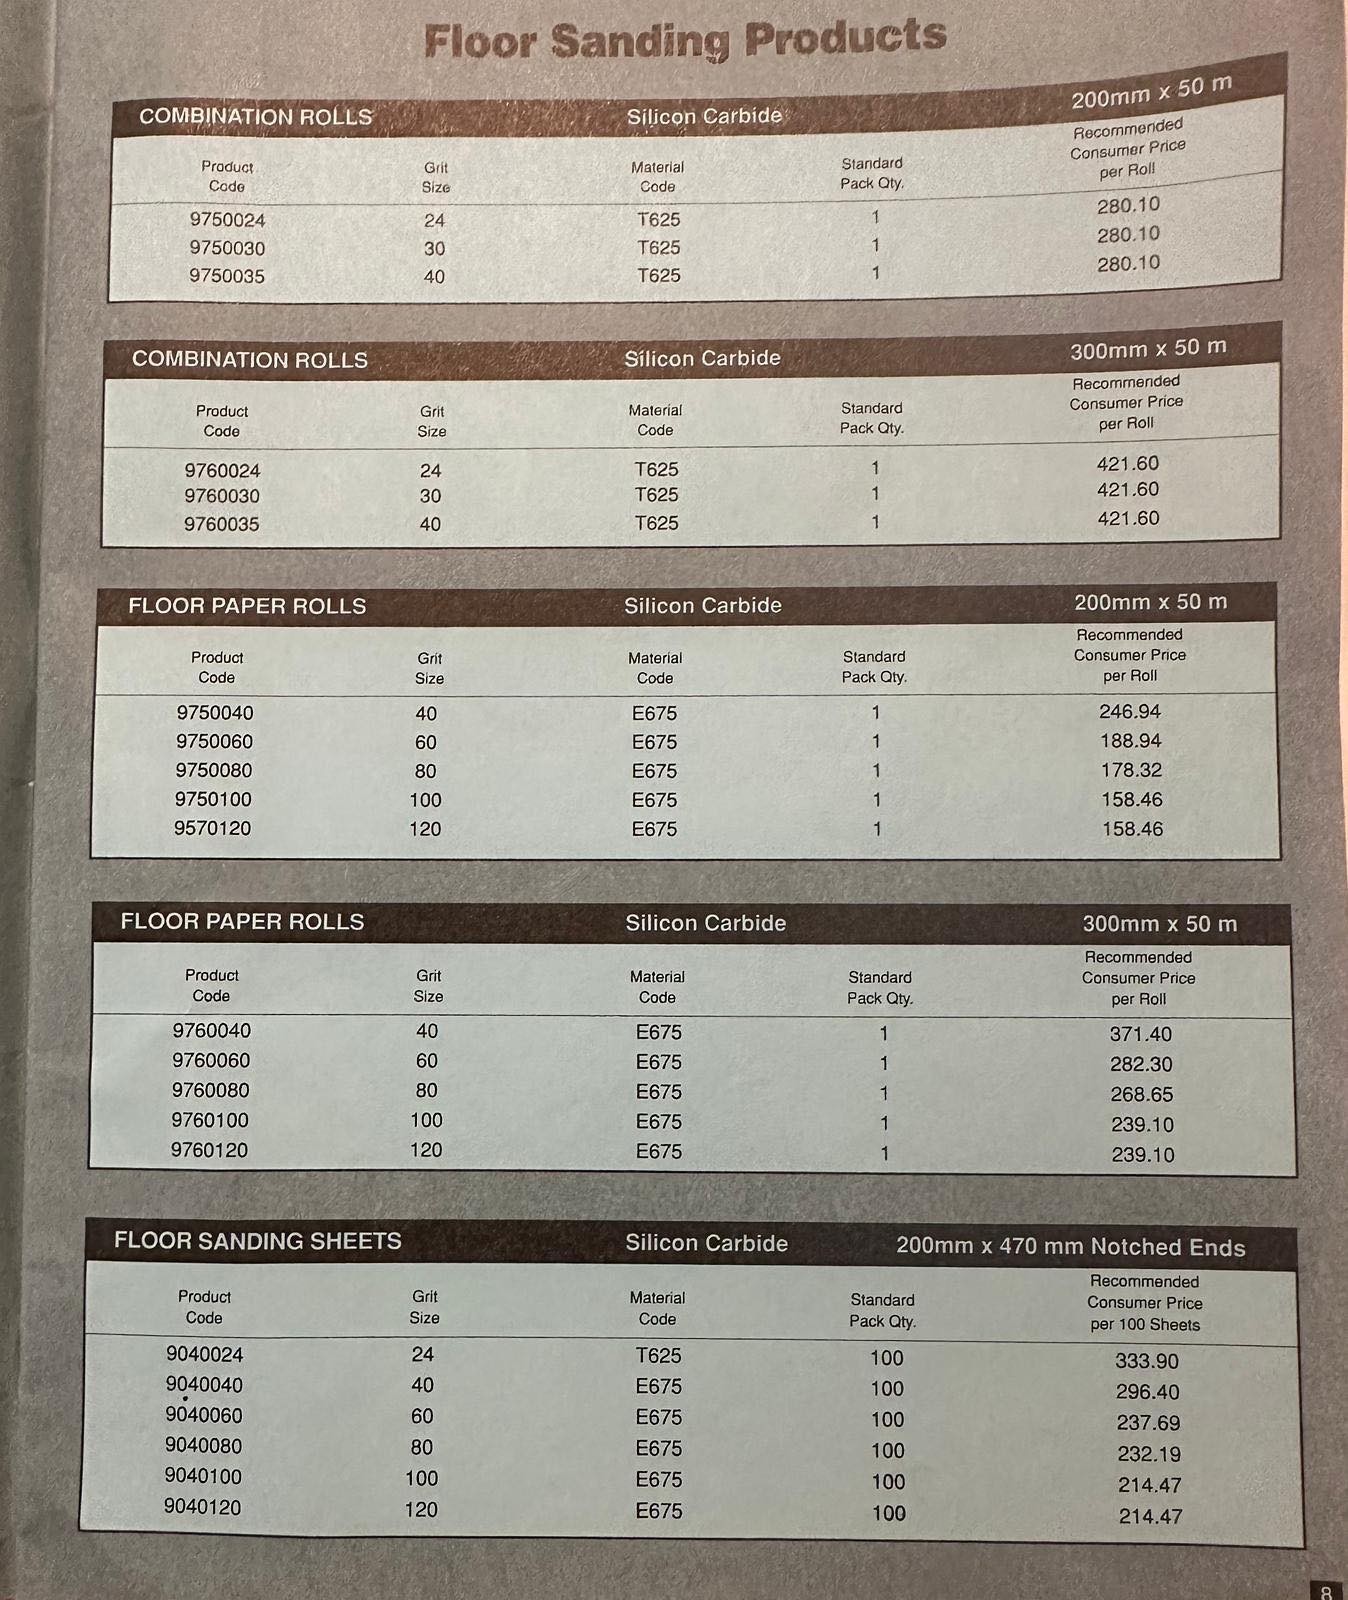 Floor Sanding Products
COMBINATION ROLLS Silicon Carbide 200mm x 50 m
Product Code Grit Size Material Code Standard Pack Qty. Recommended Consumer Price per Roll
9750024 24 T625 1 280.10
9750030 30 T625 1 280.10
9750035 40 T625 1 280.10
COMBINATION ROLLS Silicon Carbide 300mm x 50 m
Product Code Grit Size Material Code Standard Pack Qty. Recommended Consumer Price per Roll
9760024 24 T625 1 421.60
9760030 30 T625 1 421.60
9760035 40 T625 1 421.60
FLOOR PAPER ROLLS Silicon Carbide 200mm x 50 m
Product Code Grit Size Material Code Standard Pack Qty. Recommended Consumer Price per Roll
9750040 40 E675 1 246.94
9750060 60 E675 1 188.94
9750080 80 E675 1 178.32
9750100 100 E675 1 158.46
9570120 120 E675 1 158.46
FLOOR PAPER ROLLS Silicon Carbide 300mm x 50 m
Product Code Grit Size Material Code Standard Pack Qty. Recommended Consumer Price per Roll
9760040 40 E675 1 371.40
9760060 60 E675 1 282.30
9760080 80 E675 1 268.65
9760100 100 E675 1 239.10
9760120 120 E675 1 239.10
FLOOR SANDING SHEETS Silicon Carbide 200mm x 470 mm Notched Ends
Product Code Grit Size Material Code Standard Pack Qty. Recommended Consumer Price per 100 Sheets
9040024 24 T625 100 333.90
9040040 40 E675 100 296.40
9040060 60 E675 100 237.69
9040080 80 E675 100 232.19
9040100 100 E675 100 214.47
9040120 120 E675 100 214.47
8